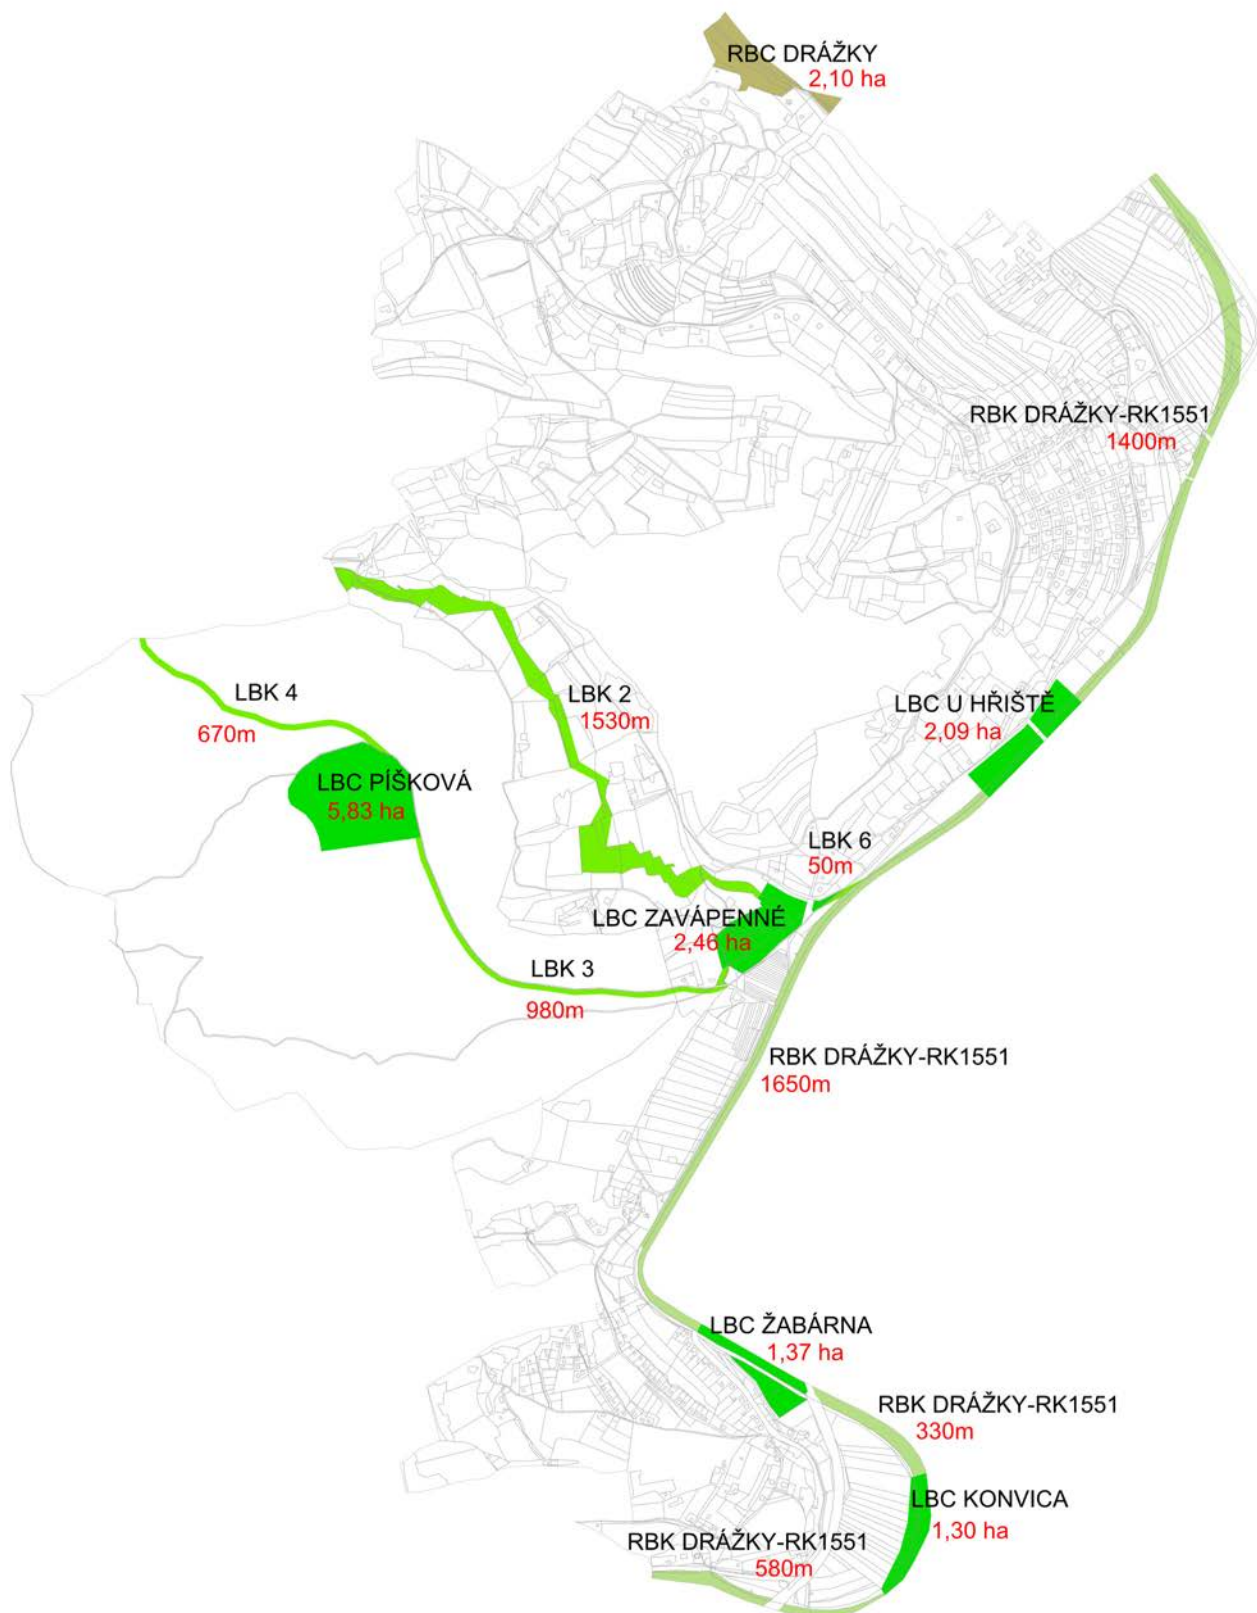 RBC DRÁŽKY
2,10 ha
RBK DRÁŽKY-RK1551
1400m
LBK 4
670m
LBK 2
1530m
LBC U HŘIŠTĚ
2,09 ha
LBC PÍŠKOVÁ
5,83 ha
LBK 6
50m
LBC ZAVÁPENNÉ
2,46 ha
LBK 3
980m
RBK DRÁŽKY-RK1551
1650m
LBC ŽABÁRNA
1,37 ha
RBK DRÁŽKY-RK1551
330m
LBC KONVICA
1,30 ha
RBK DRÁŽKY-RK1551
580m